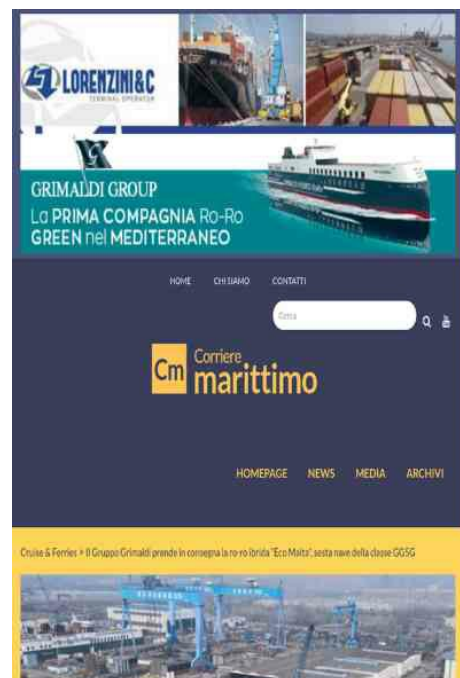 LORENZINI&C
TERMINAL OPERATOR
GRIMALDI GROUP
La PRIMA COMPAGNIA Ro-Ro
GREEN nel MEDITERRANEO
HOME CHI SIAMO CONTATTI
Cerca
Cm Corriere
marittimo
HOMEPAGE NEWS MEDIA ARCHIVI
Cruise & Ferries > Il Gruppo Grimaldi prende in consegna la ro-ro ibrida "Eco Malta", sesta nave della classe GG5G